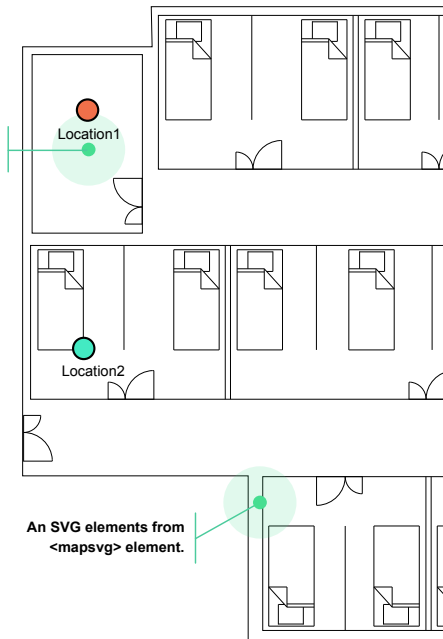 Location1
Location2
An SVG elements from
<mapsvg> element.